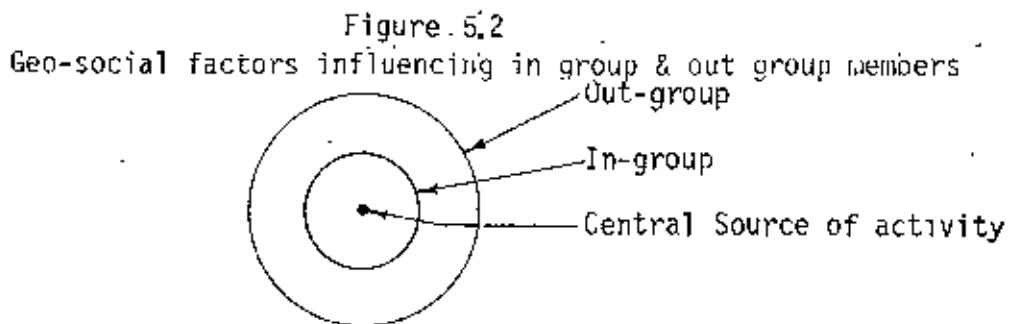 Figure 5.2
Geo-social factors influencing in group & out group members
Out-group
In-group
Central Source of activity